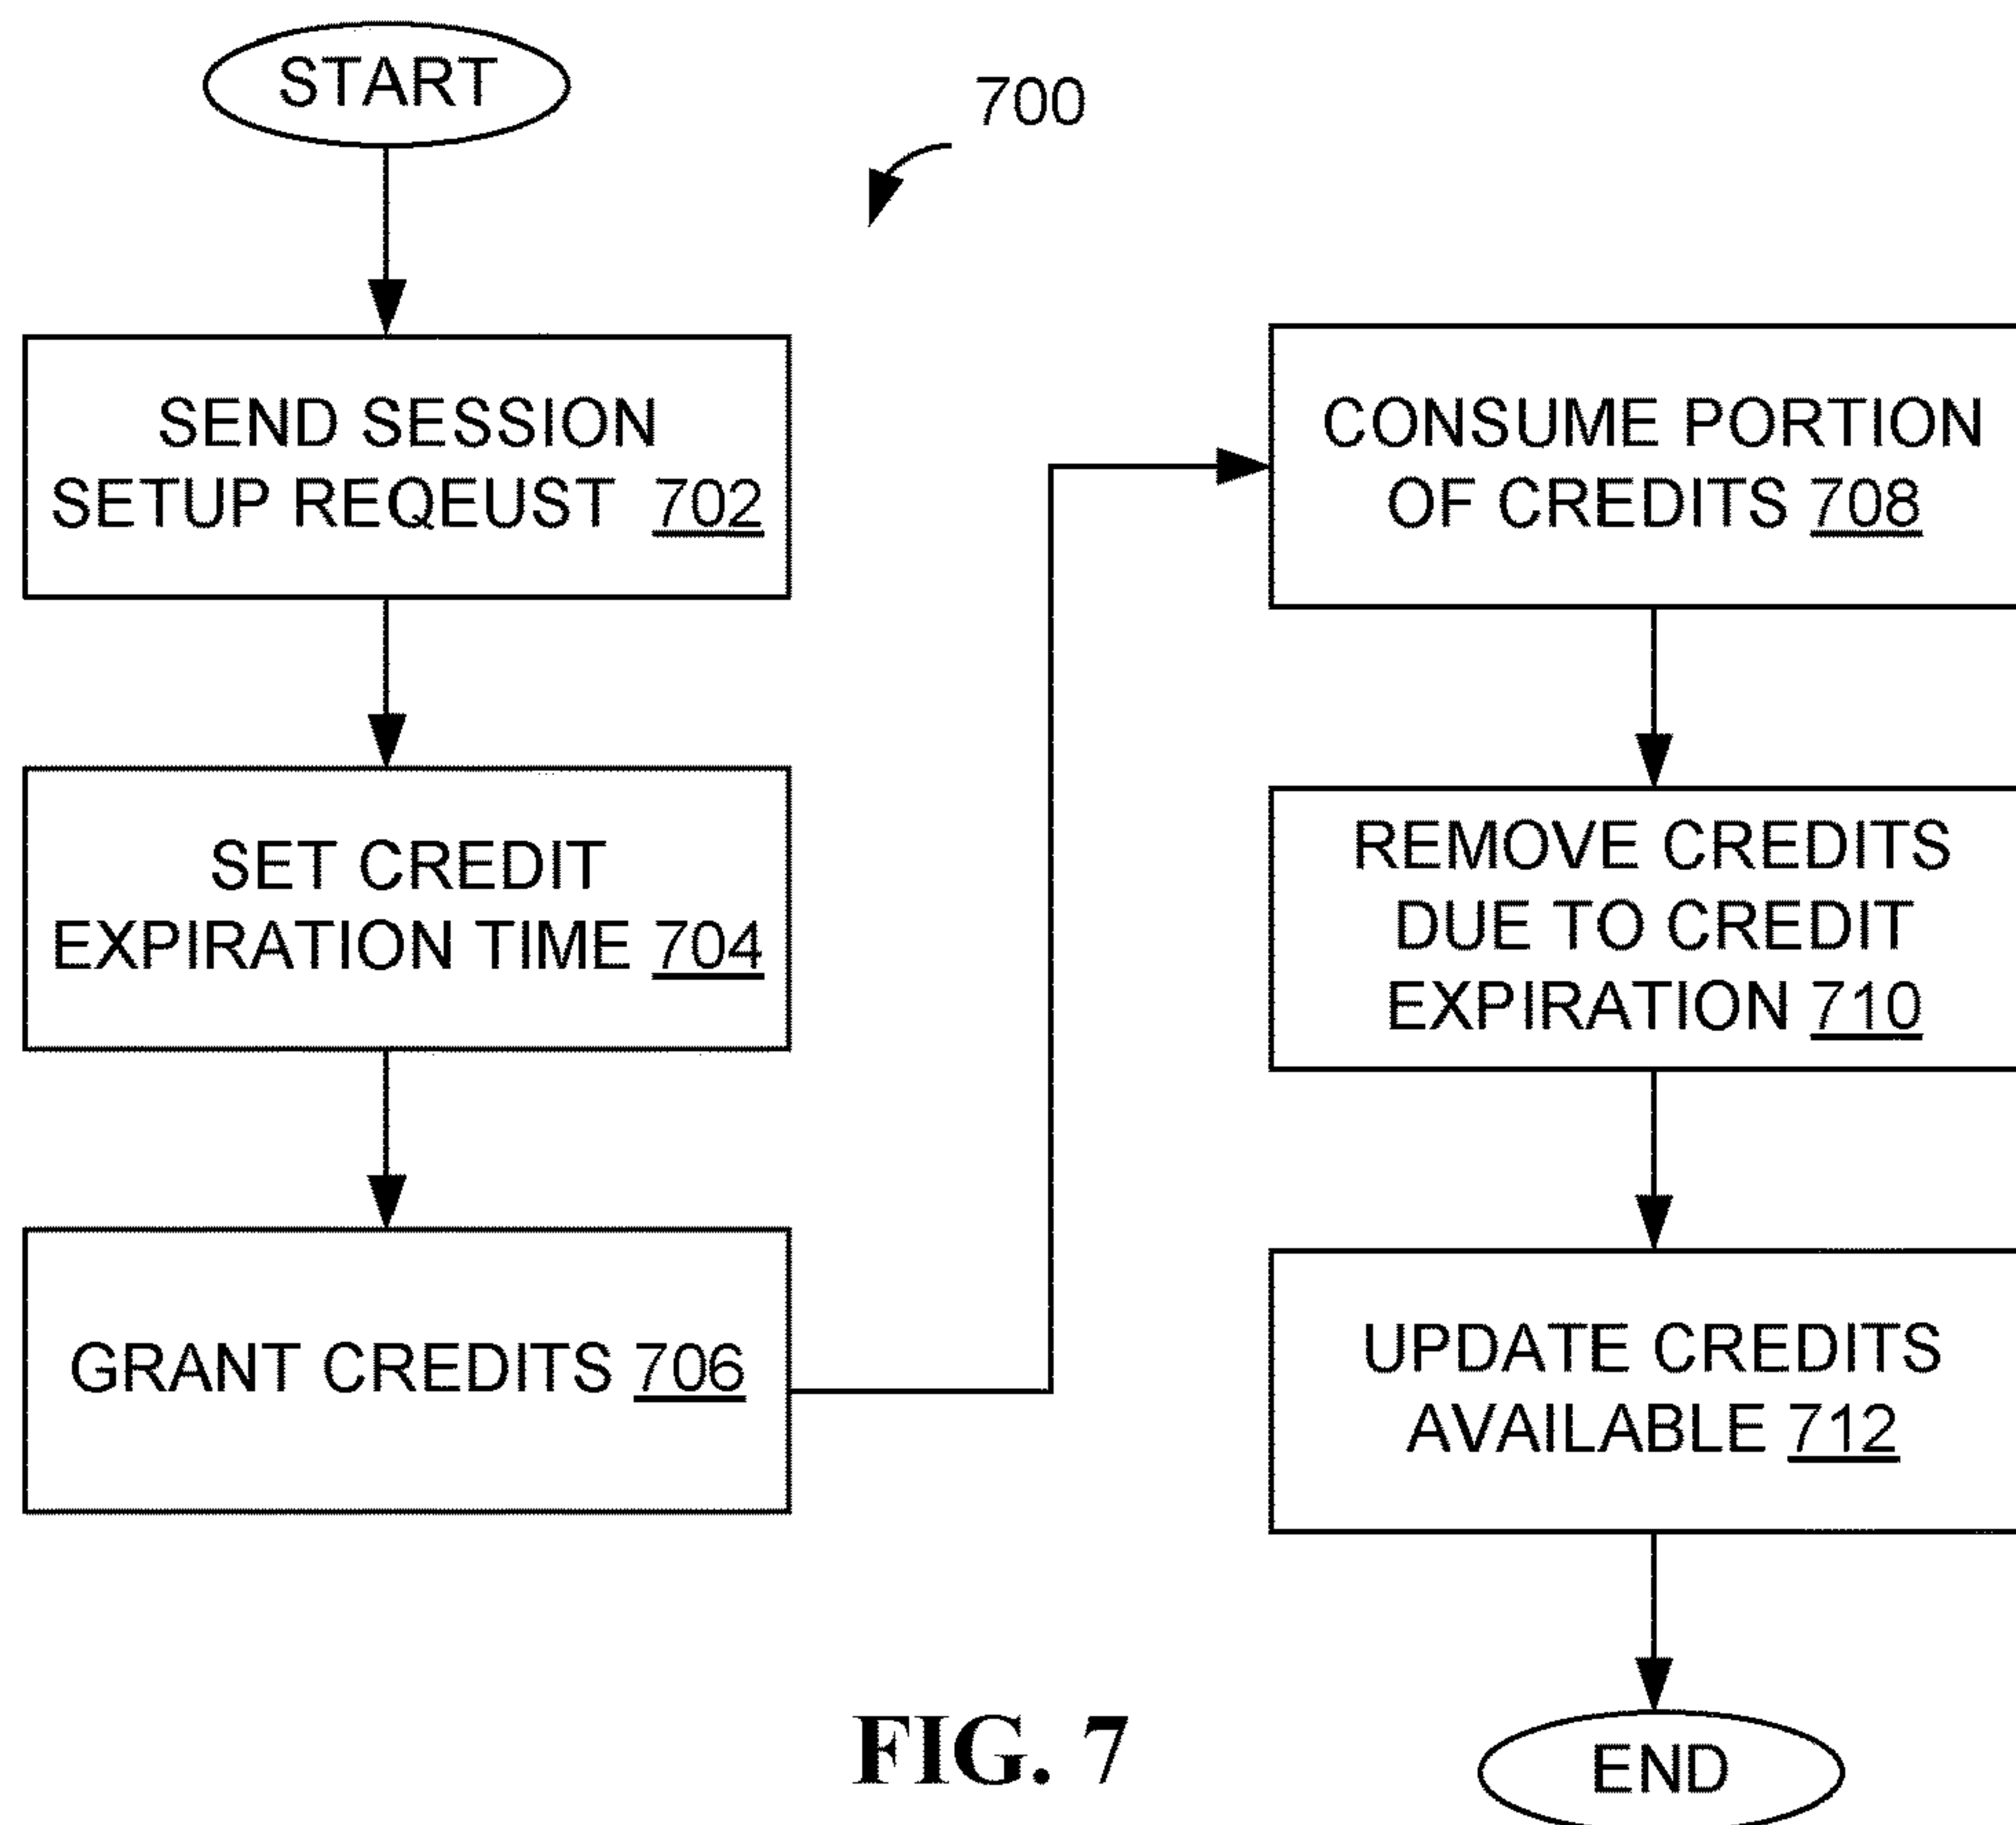 START
700
SEND SESSION
SETUP REQEUST 702
SET CREDIT
EXPIRATION TIME 704
GRANT CREDITS 706
CONSUME PORTION
OF CREDITS 708
REMOVE CREDITS
DUE TO CREDIT
EXPIRATION 710
UPDATE CREDITS
AVAILABLE 712
END
FIG. 7